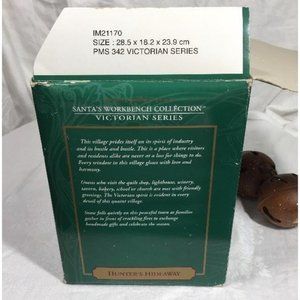 IM21170
SIZE : 28.5 x 18.2 x 23.9 cm
PMS 342 VICTORIAN SERIES
SANTA'S WORKBENCH COLLECTION
VICTORIAN SERIES
This village prides itself on its spirit of industry
and its hustle and bustle. This is a place where visitors
and residents alike are never at a loss for things to do.
Every window in this village glows with love and
harmony.
Guests who visit the quilt shop, lighthouse, winery,
tavern, bakery, school or church are met with friendly
greetings. The Victorian spirit is evident in every
detail of this quaint village.
Snow falls quietly on this peaceful town as families
gather in front of crackling fires to exchange
handmade gifts and celebrate the season.
HUNTER'S HIDEAWAY